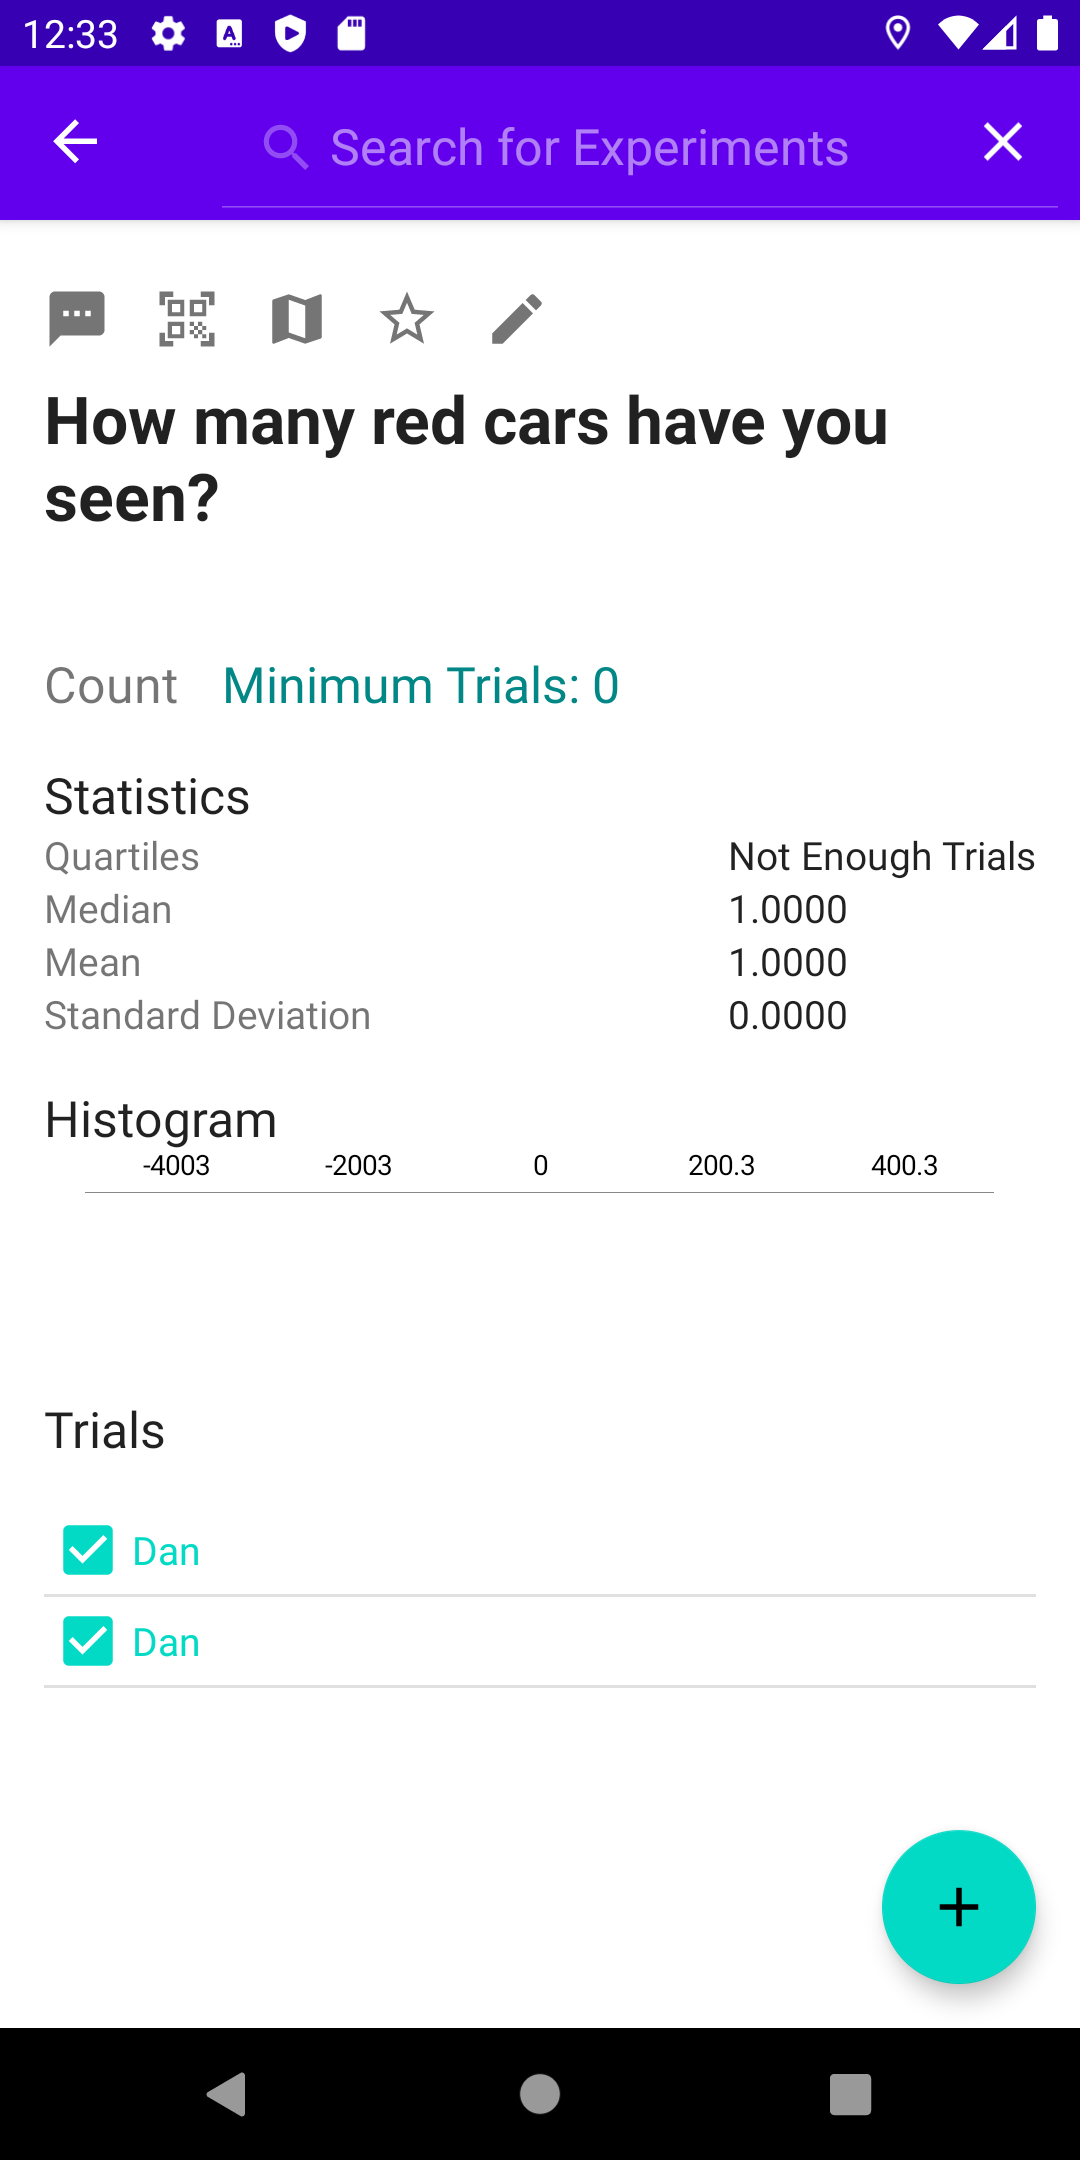 12:33
Search for Experiments
How many red cars have you
seen?
Count Minimum Trials: 0
Statistics
Quartiles Not Enough Trials
Median 1.0000
Mean 1.0000
Standard Deviation 0.0000
Histogram
-4003 -2003 0 200.3 400.3
Trials
Dan
Dan